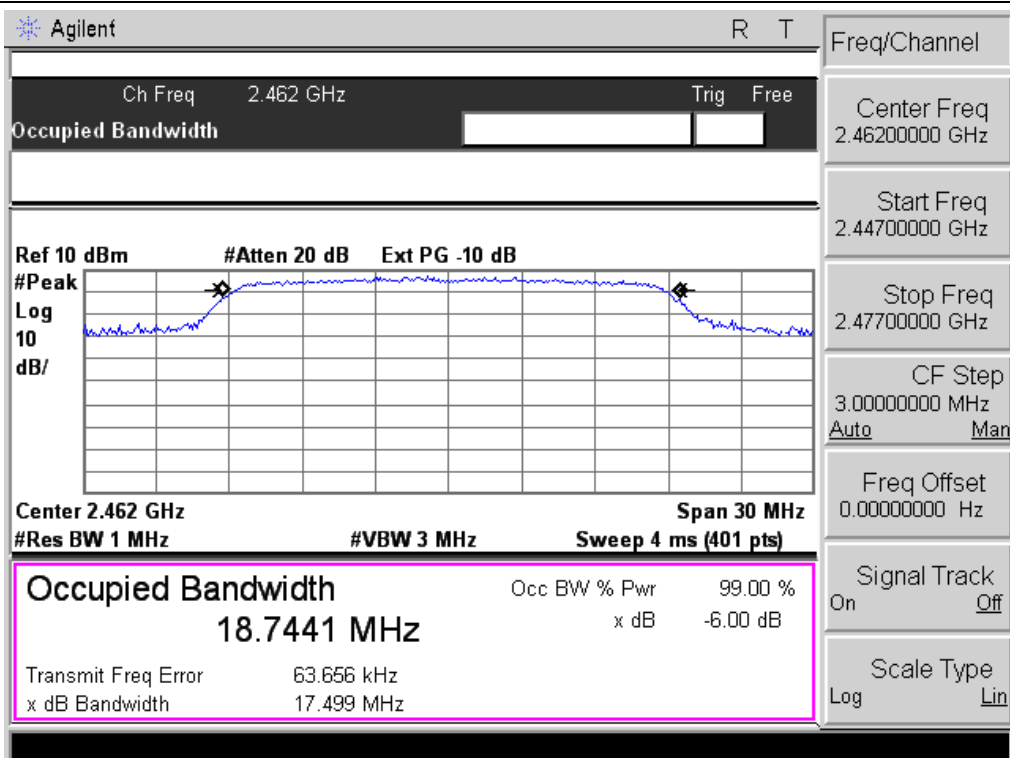 Agilent R T
Ch Freq 2.462 GHz Trig Free
Occupied Bandwidth
Ref 10 dBm #Atten 20 dB Ext PG -10 dB
#Peak
Log
10
dB/
Center 2.462 GHz Span 30 MHz
#Res BW 1 MHz #VBW 3 MHz Sweep 4 ms (401 pts)
Occupied Bandwidth Occ BW % Pwr 99.00 %
18.7441 MHz x dB -6.00 dB
Transmit Freq Error 63.656 kHz
x dB Bandwidth 17.499 MHz
Freq/Channel
Center Freq
2.46200000 GHz
Start Freq
2.44700000 GHz
Stop Freq
2.47700000 GHz
CF Step
3.00000000 MHz
Auto Man
Freq Offset
0.00000000 Hz
Signal Track
On Off
Scale Type
Log Lin